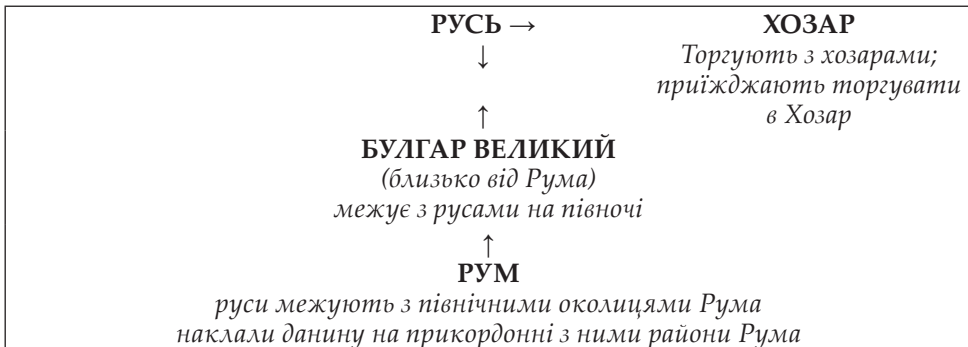 РУСЬ → ХОЗАР
↓ Торгують з хозарами;
приїжджають торгувати
↑ в Хозар
БУЛГАР ВЕЛИКИЙ
(близько від Рума)
межує з русами на півночі
↑
РУМ
руси межують з північними околицями Рума
наклали данину на прикордонні з ними райони Рума